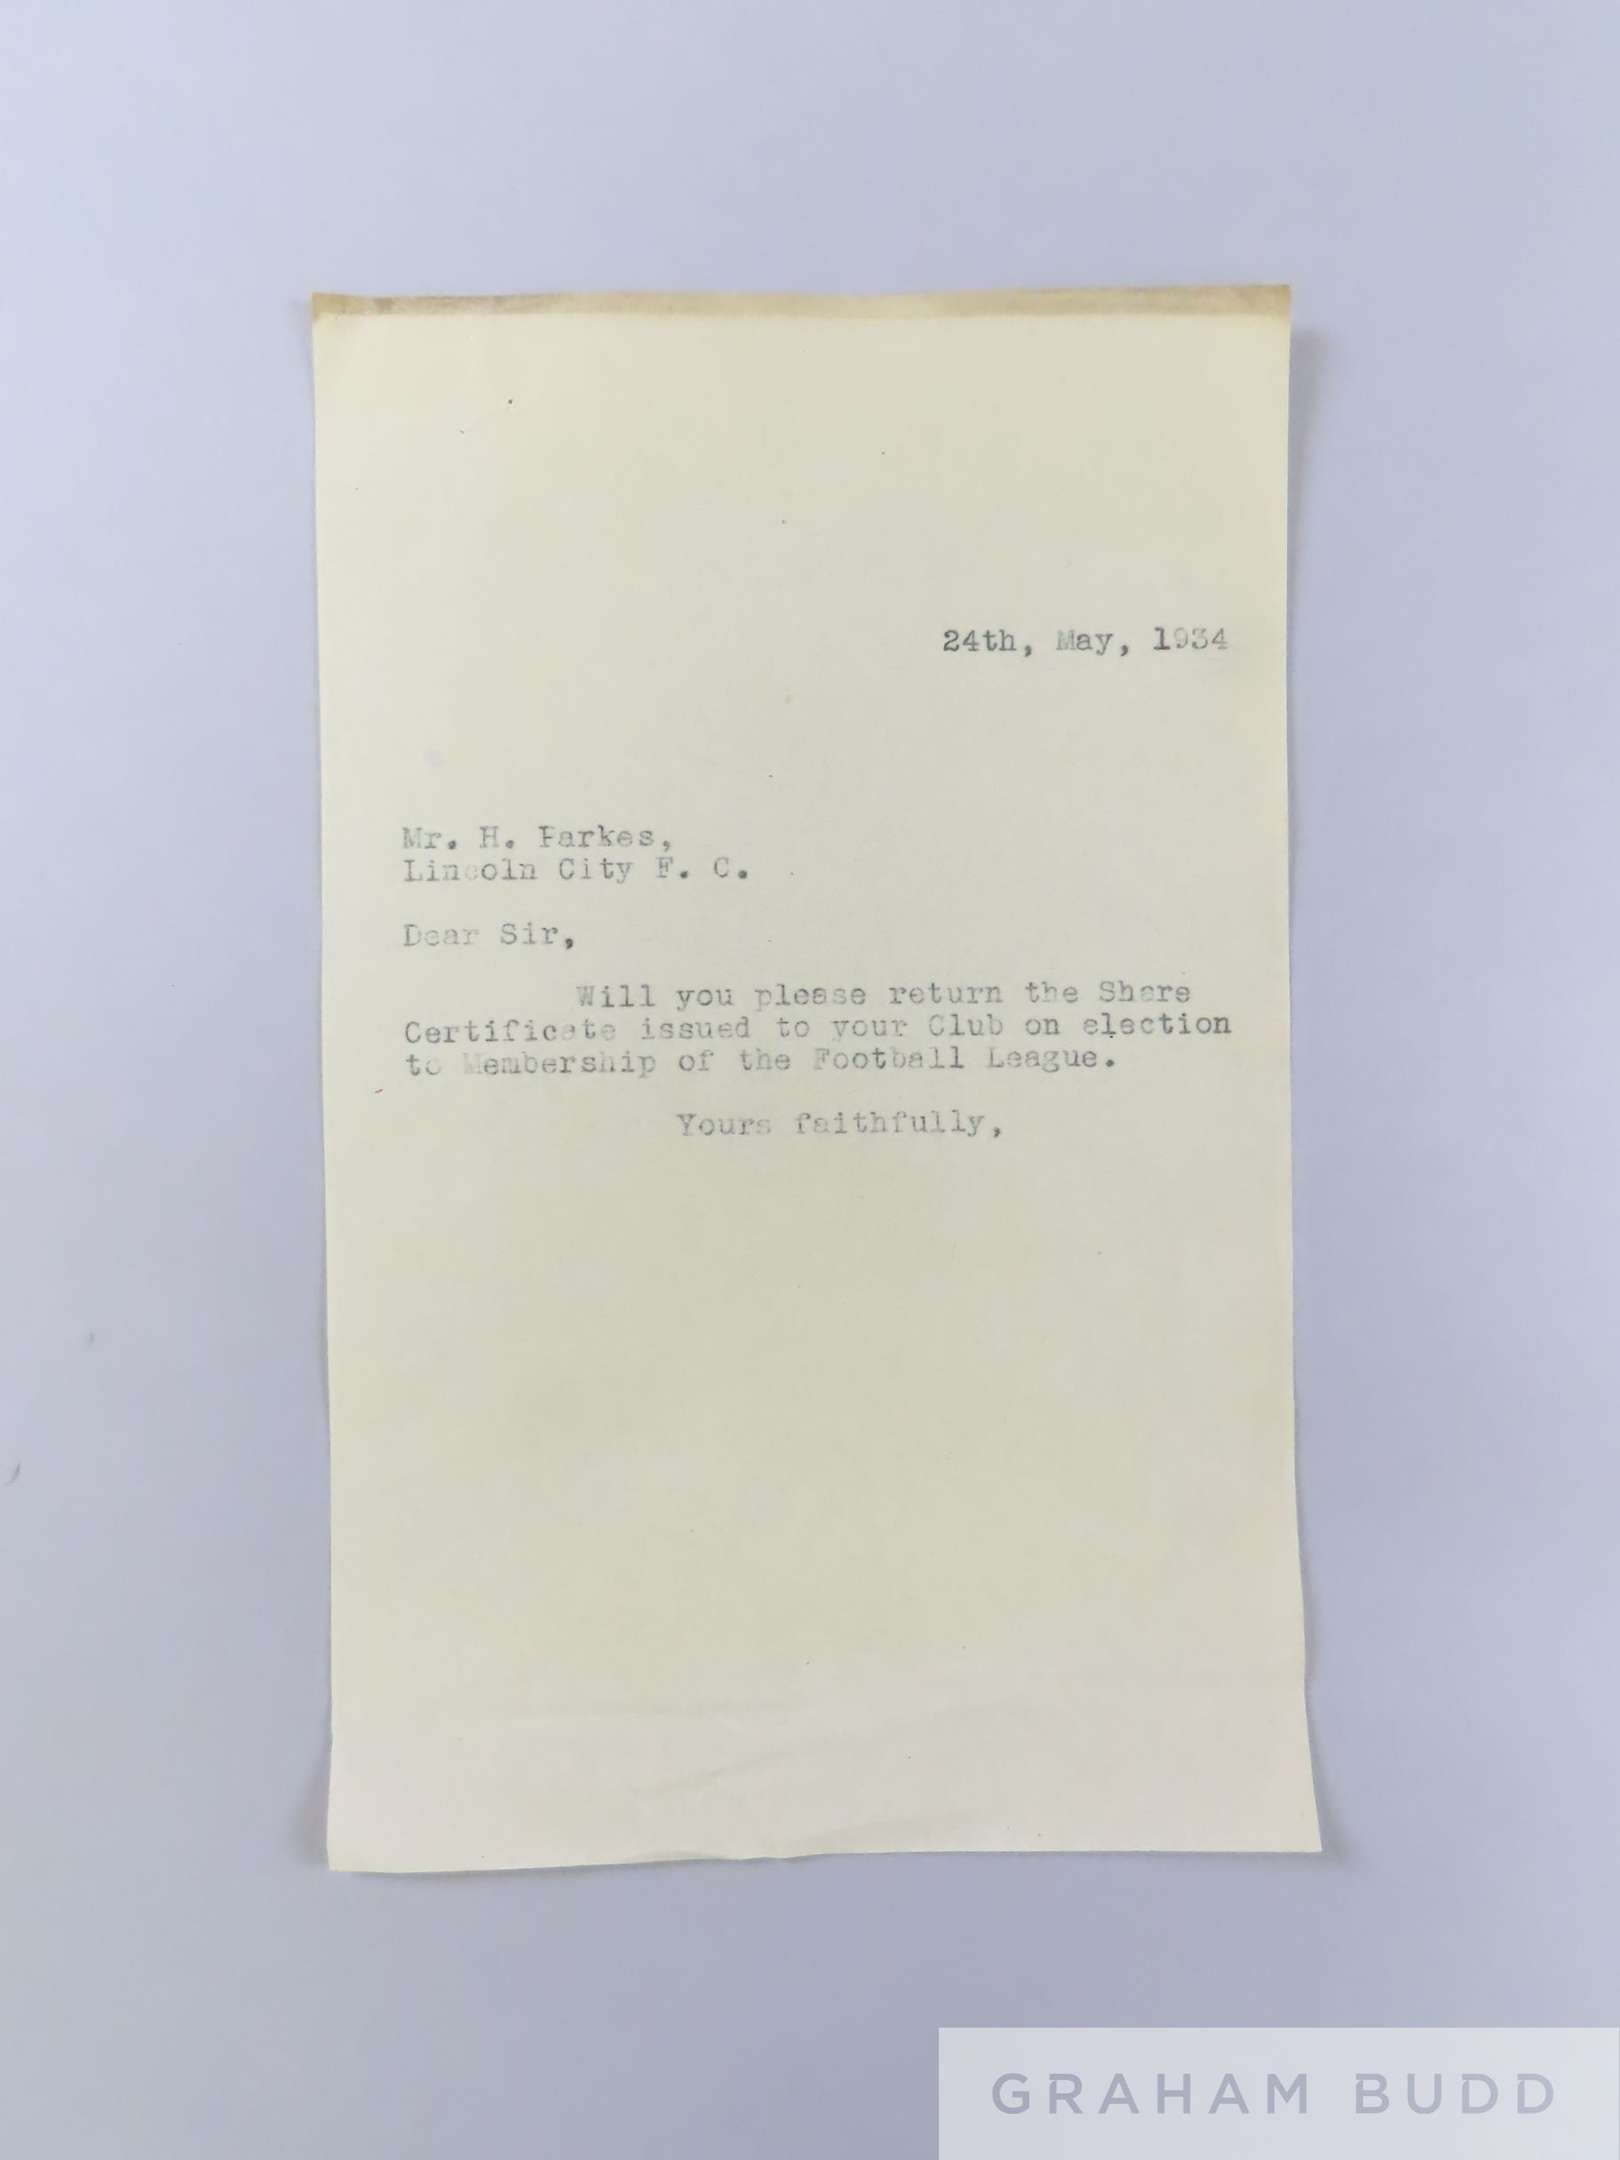 24th, May, 1934
Mr. H. Parkes,
Lincoln City F. C.
Dear Sir,
Will you please return the Share
Certificate issued to your Club on election
to Membership of the Football League.
Yours faithfully,
GRAHAM BUDD